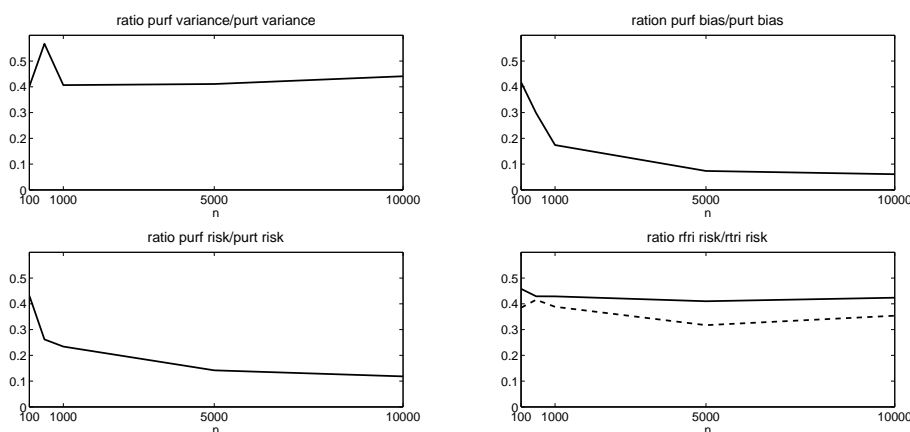 ratio purf variance/purt variance
0.5
0.4
0.3
0.2
0.1
0
100 1000 5000 10000
n
ration purf bias/purt bias
0.5
0.4
0.3
0.2
0.1
0
100 1000 5000 10000
n
ratio purf risk/purt risk
0.5
0.4
0.3
0.2
0.1
0
100 1000 5000 10000
n
ratio rfri risk/rtri risk
0.5
0.4
0.3
0.2
0.1
0
100 1000 5000 10000
n